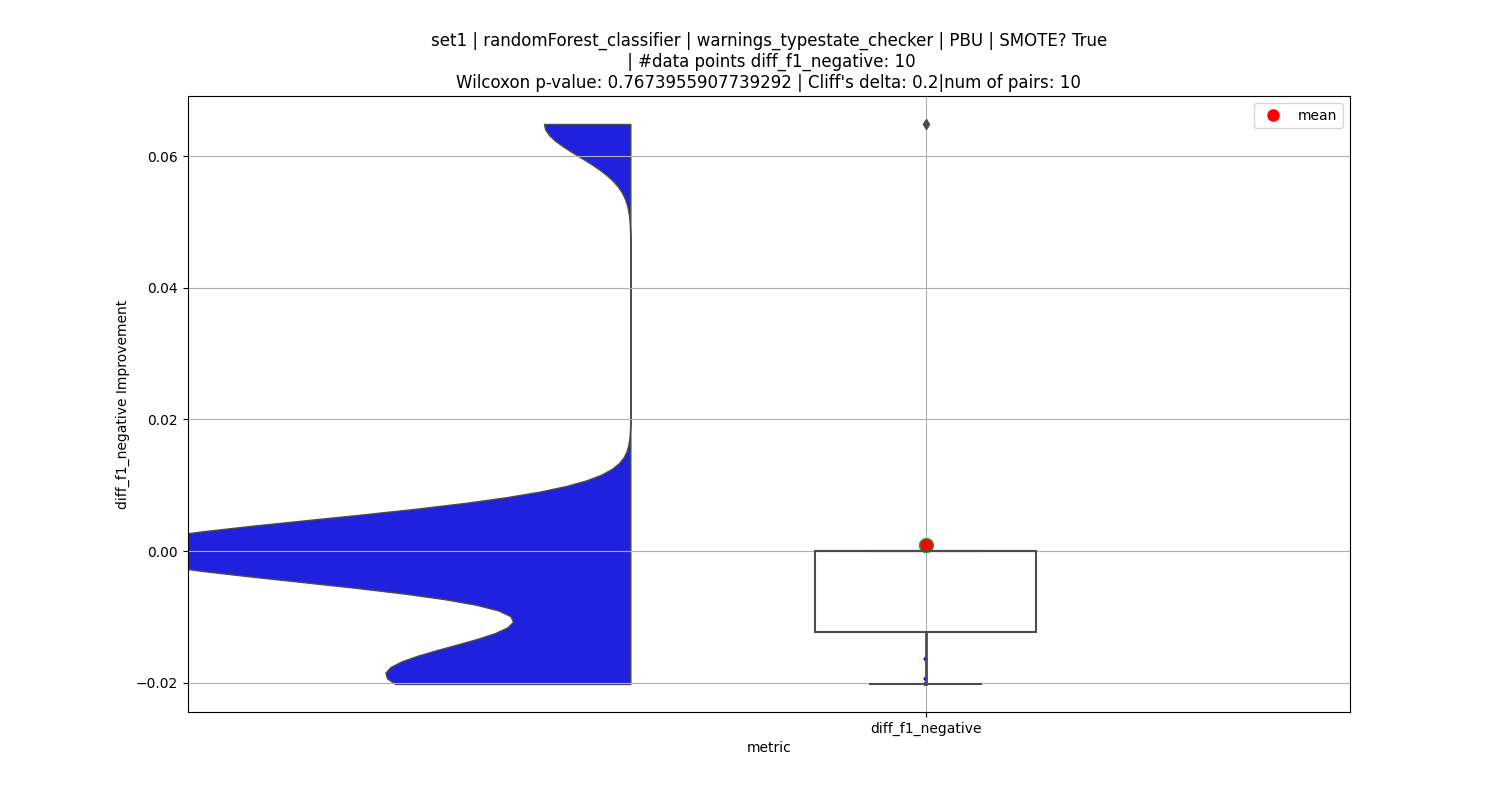 set1 | randomForest_classifier | warnings_typestate_checker | PBU | SMOTE? True
| #data points diff_f1_negative: 10
Wilcoxon p-value: 0.7673955907739292 | Cliff's delta: 0.2|num of pairs: 10
mean
0.06
0.04
0.02
0.00
−0.02
diff_f1_negative Improvement
diff_f1_negative
metric